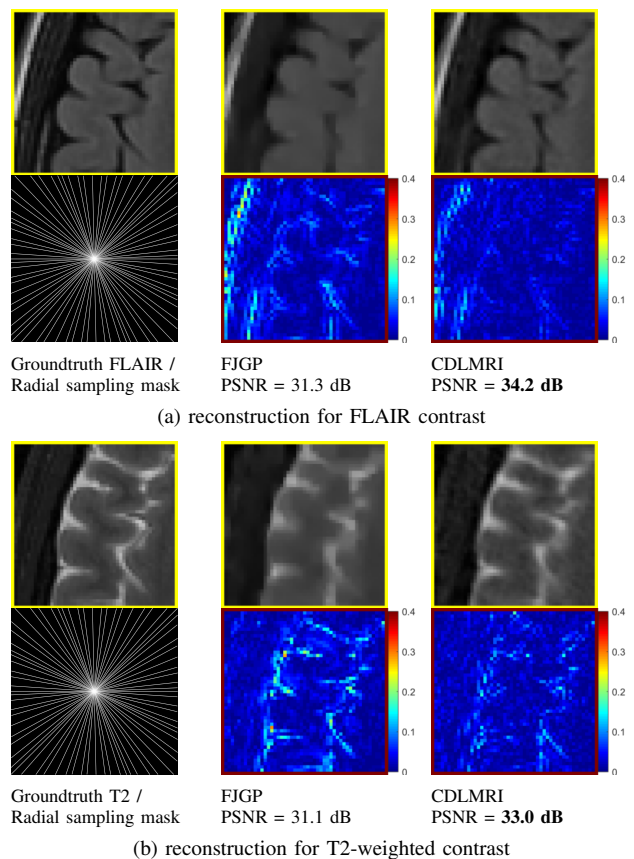 0.4
0.3
0.2
0.1
0
0.4
0.3
0.2
0.1
0
Groundtruth FLAIR /
Radial sampling mask
FJGP
PSNR = 31.3 dB
CDLMRI
PSNR = 34.2 dB
(a) reconstruction for FLAIR contrast
0.4
0.3
0.2
0.1
0
0.4
0.3
0.2
0.1
0
Groundtruth T2 /
Radial sampling mask
FJGP
PSNR = 31.1 dB
CDLMRI
PSNR = 33.0 dB
(b) reconstruction for T2-weighted contrast